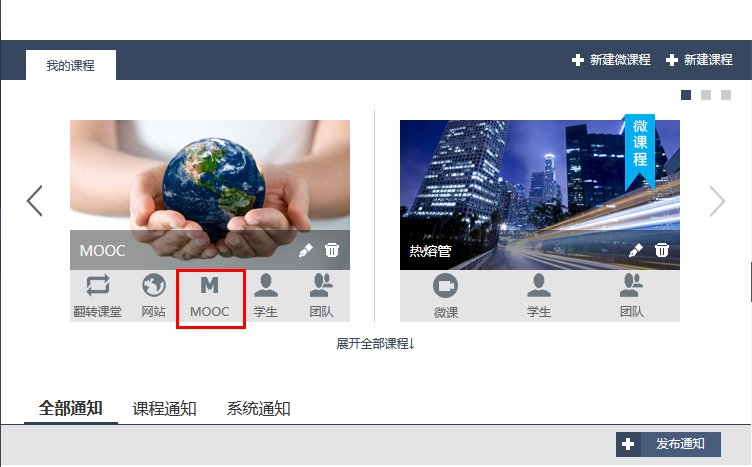 我的课程
新建微课程
新建课程
微课程
MOOC
热熔管
翻转课堂
网站
MOOC
学生
团队
微课
学生
团队
展开全部课程↓
全部通知
课程通知
系统通知
发布通知